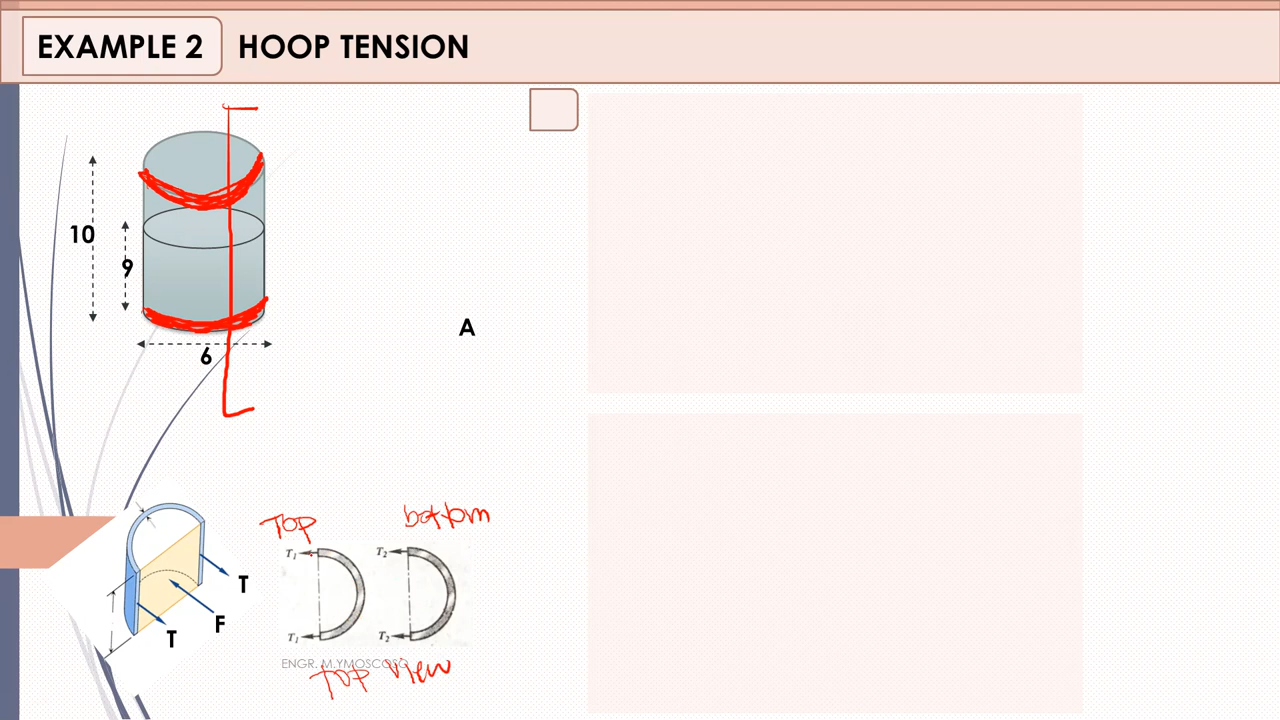 EXAMPLE 2 HOOP TENSION
10
9
6
A
Top bottom
T₁ T₂
T
F
T
T₁ T₂
ENGR. M.YMOSCOSO
top view